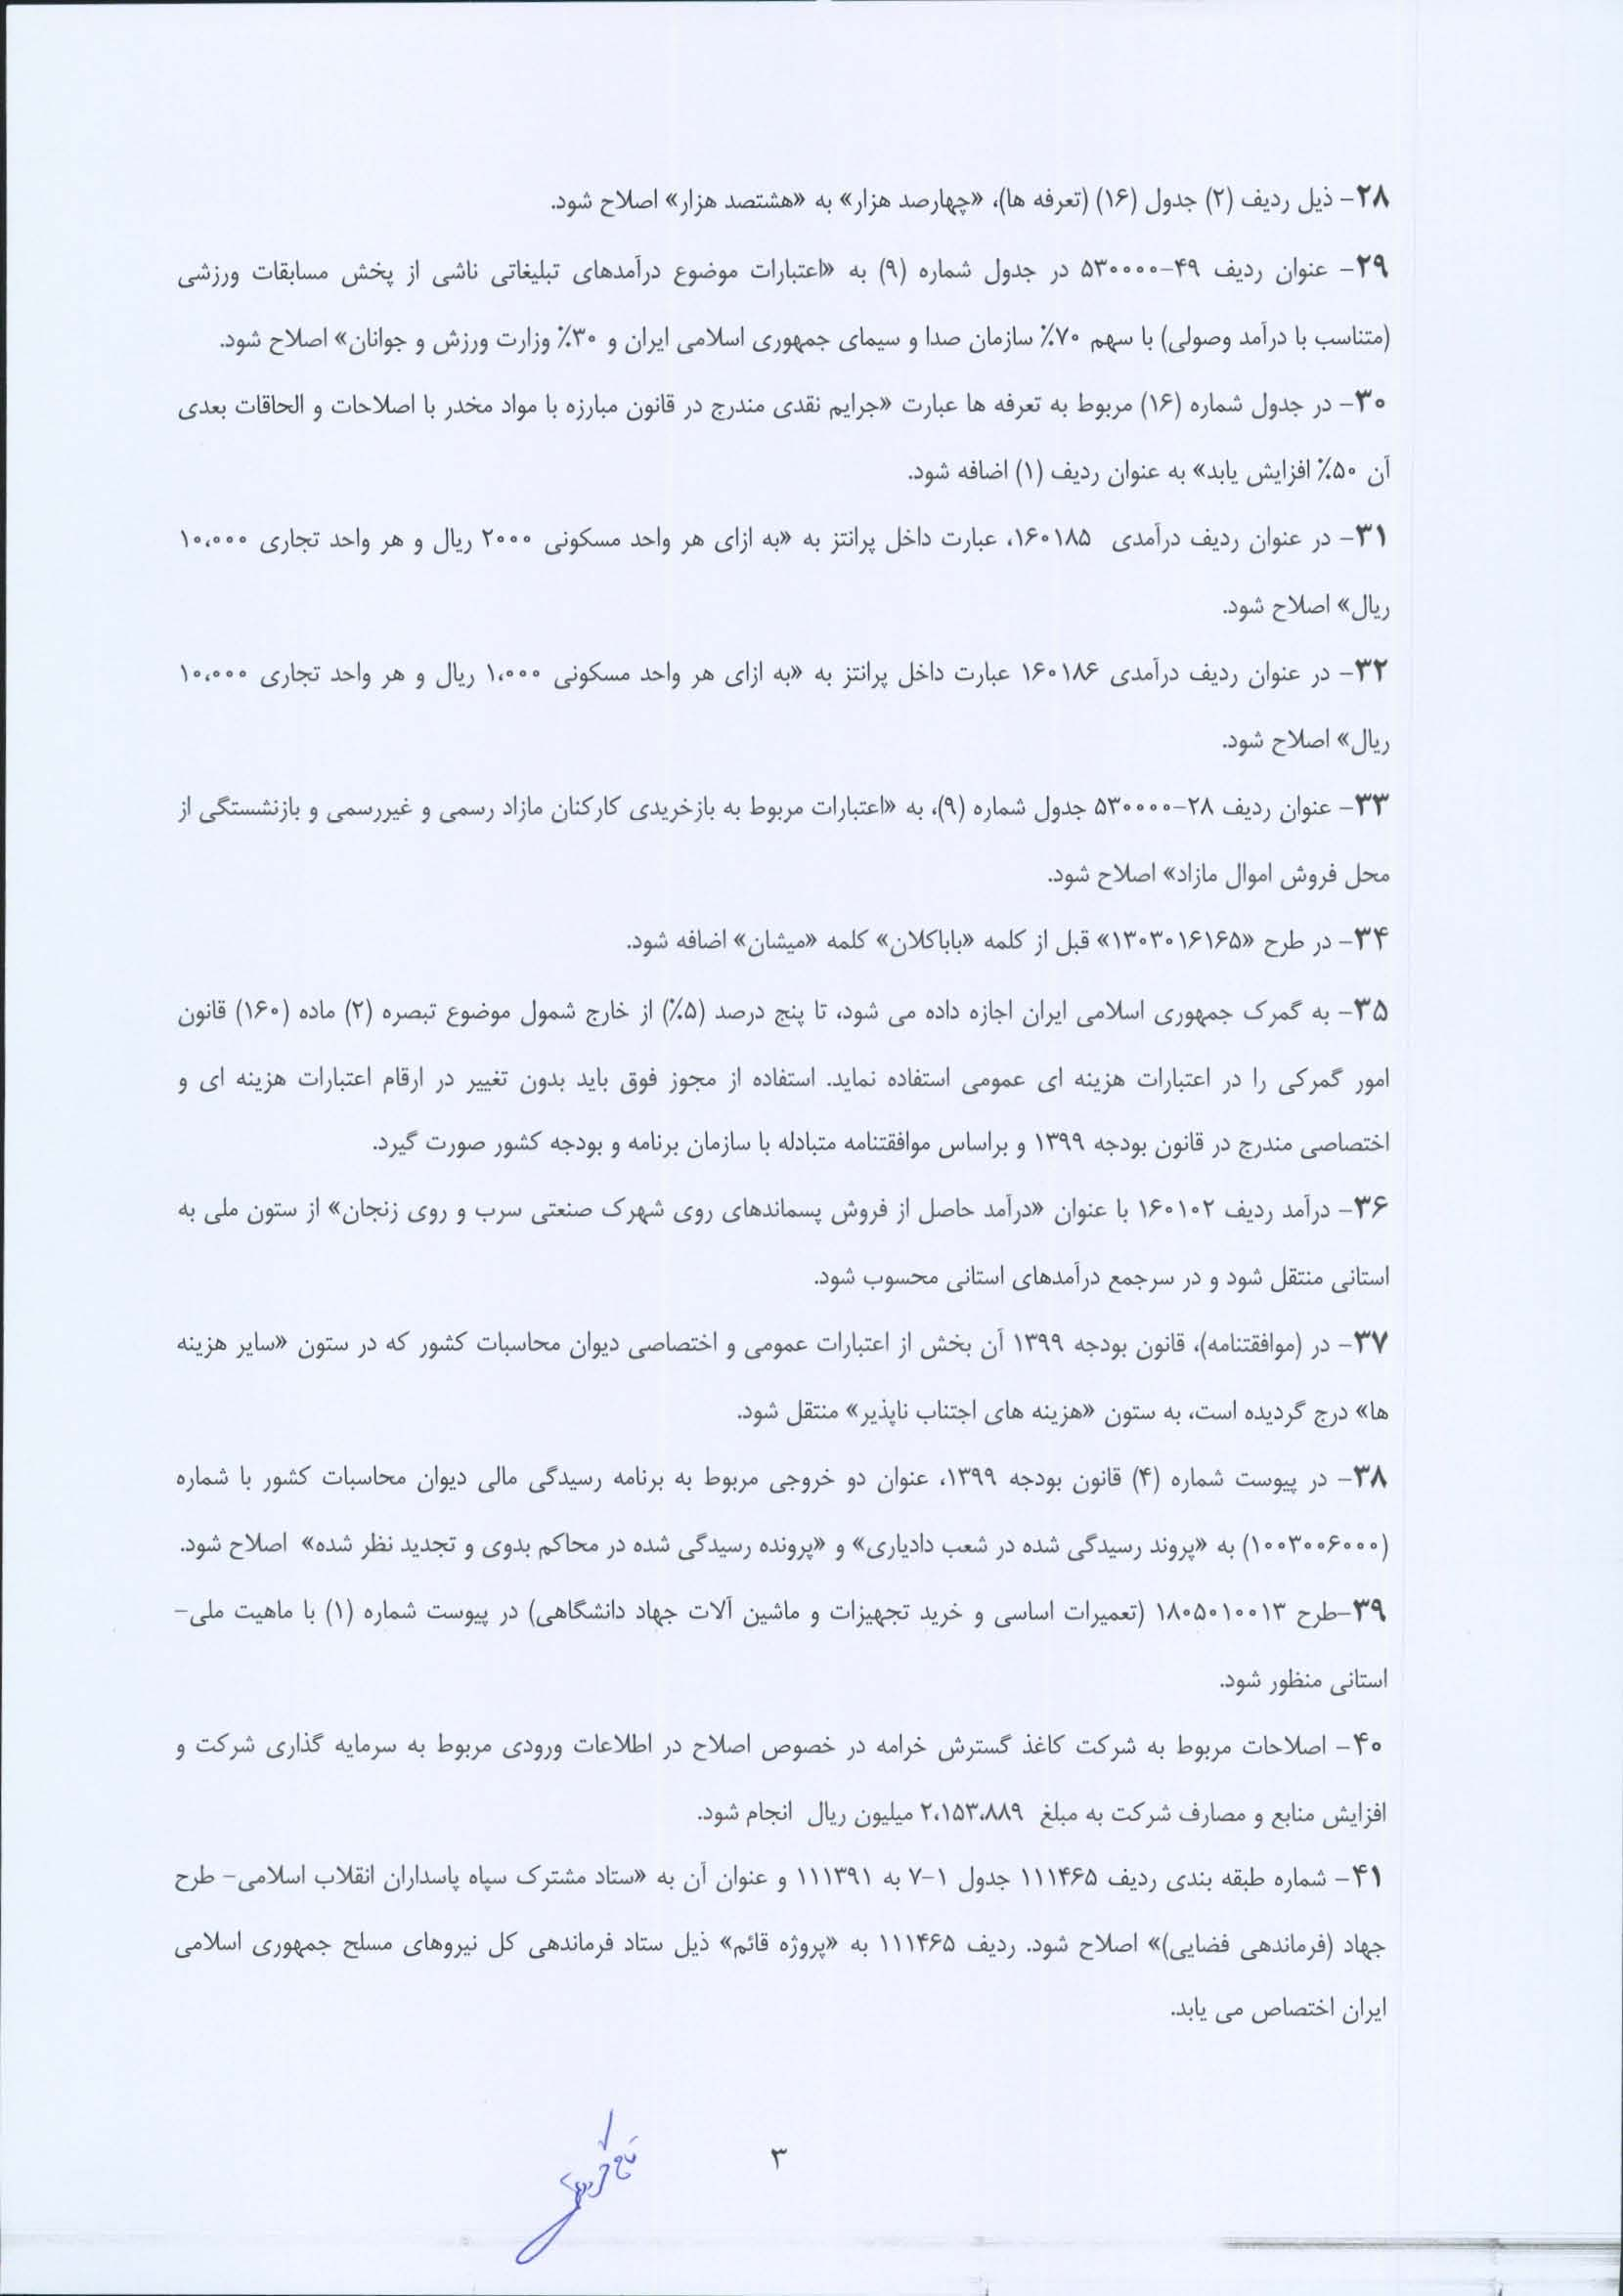 ۲۸- ذیل ردیف (۲) جدول (۱۶) (تعرفه ها)، «چهارصد هزار» به «هشتصد هزار» اصلاح شود.
۲۹- عنوان ردیف ۴۹-۵۳۰۰۰۰ در جدول شماره (۹) به «اعتبارات موضوع درآمدهای تبلیغاتی ناشی از پخش مسابقات ورزشی
(متناسب با درآمد وصولی) با سهم ۷۰٪ سازمان صدا و سیمای جمهوری اسلامی ایران و ۳۰٪ وزارت ورزش و جوانان» اصلاح شود.
۳۰- در جدول شماره (۱۶) مربوط به تعرفه ها عبارت «جرایم نقدی مندرج در قانون مبارزه با مواد مخدر با اصلاحات و الحاقات بعدی
آن ۵۰٪ افزایش یابد» به عنوان ردیف (۱) اضافه شود.
۳۱- در عنوان ردیف درآمدی ۱۶۰۱۸۵، عبارت داخل پرانتز به «به ازای هر واحد مسکونی ۲۰۰۰ ریال و هر واحد تجاری ۱۰،۰۰۰
ریال» اصلاح شود.
۳۲- در عنوان ردیف درآمدی ۱۶۰۱۸۶ عبارت داخل پرانتز به «به ازای هر واحد مسکونی ۱،۰۰۰ ریال و هر واحد تجاری ۱۰،۰۰۰
ریال» اصلاح شود.
۳۳- عنوان ردیف ۲۸-۵۳۰۰۰۰ جدول شماره (۹)، به «اعتبارات مربوط به بازخریدی کارکنان مازاد رسمی و غیررسمی و بازنشستگی از
محل فروش اموال مازاد» اصلاح شود.
۳۴- در طرح «۱۳۰۳۰۱۶۱۶۵» قبل از کلمه «باباکلان» کلمه «میشان» اضافه شود.
۳۵- به گمرک جمهوری اسلامی ایران اجازه داده می شود، تا پنج درصد (۵٪) از خارج شمول موضوع تبصره (۲) ماده (۱۶۰) قانون
امور گمرکی را در اعتبارات هزینه ای عمومی استفاده نماید. استفاده از مجوز فوق باید بدون تغییر در ارقام اعتبارات هزینه ای و
اختصاصی مندرج در قانون بودجه ۱۳۹۹ و براساس موافقتنامه متبادله با سازمان برنامه و بودجه کشور صورت گیرد.
۳۶- درآمد ردیف ۱۶۰۱۰۲ با عنوان «درآمد حاصل از فروش پسماندهای روی شهرک صنعتی سرب و روی زنجان» از ستون ملی به
استانی منتقل شود و در سرجمع درآمدهای استانی محسوب شود.
۳۷- در (موافقتنامه)، قانون بودجه ۱۳۹۹ آن بخش از اعتبارات عمومی و اختصاصی دیوان محاسبات کشور که در ستون «سایر هزینه
ها» درج گردیده است، به ستون «هزینه های اجتناب ناپذیر» منتقل شود.
۳۸- در پیوست شماره (۴) قانون بودجه ۱۳۹۹، عنوان دو خروجی مربوط به برنامه رسیدگی مالی دیوان محاسبات کشور با شماره
(۱۰۰۳۰۰۶۰۰۰) به «پروند رسیدگی شده در شعب دادیاری» و «پرونده رسیدگی شده در محاکم بدوی و تجدید نظر شده» اصلاح شود.
۳۹-طرح ۱۸۰۵۰۱۰۰۱۳ (تعمیرات اساسی و خرید تجهیزات و ماشین آلات جهاد دانشگاهی) در پیوست شماره (۱) با ماهیت ملی-
استانی منظور شود.
۴۰- اصلاحات مربوط به شرکت کاغذ گسترش خرامه در خصوص اصلاح در اطلاعات ورودی مربوط به سرمایه گذاری شرکت و
افزایش منابع و مصارف شرکت به مبلغ ۲،۱۵۳،۸۸۹ میلیون ریال انجام شود.
۴۱- شماره طبقه بندی ردیف ۱۱۱۴۶۵ جدول ۱-۷ به ۱۱۱۳۹۱ و عنوان آن به «ستاد مشترک سپاه پاسداران انقلاب اسلامی- طرح
جهاد (فرماندهی فضایی)» اصلاح شود. ردیف ۱۱۱۴۶۵ به «پروژه قائم» ذیل ستاد فرماندهی کل نیروهای مسلح جمهوری اسلامی
ایران اختصاص می یابد.
۳